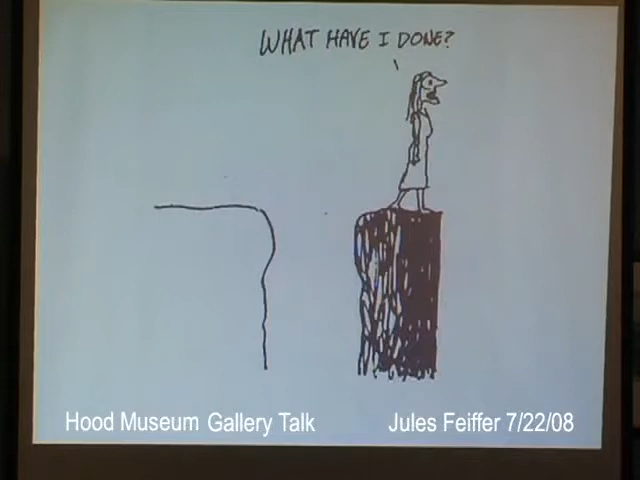 WHAT HAVE I DONE?
Hood Museum Gallery Talk
Jules Feiffer 7/22/08